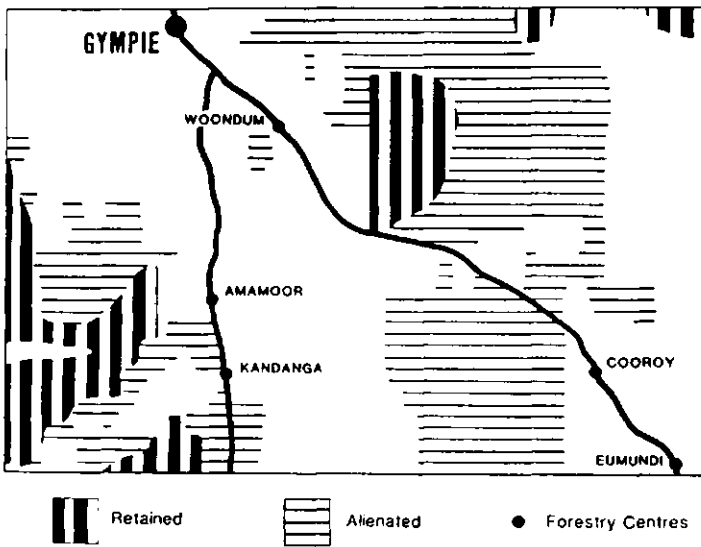 GYMPIE
WOONDUM
AMAMOOR
KANDANGA
COOROY
EUMUNDI
Retained
Alienated
Forestry Centres